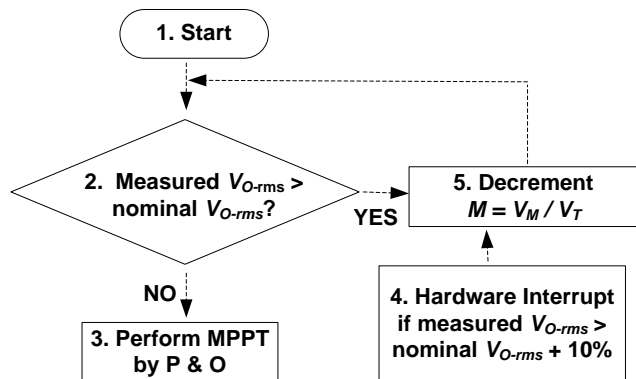 1. Start
2. Measured VO-rms >
nominal VO-rms?
YES
5. Decrement
M = VM / VT
NO
3. Perform MPPT
by P & O
4. Hardware Interrupt
if measured VO-rms >
nominal VO-rms + 10%